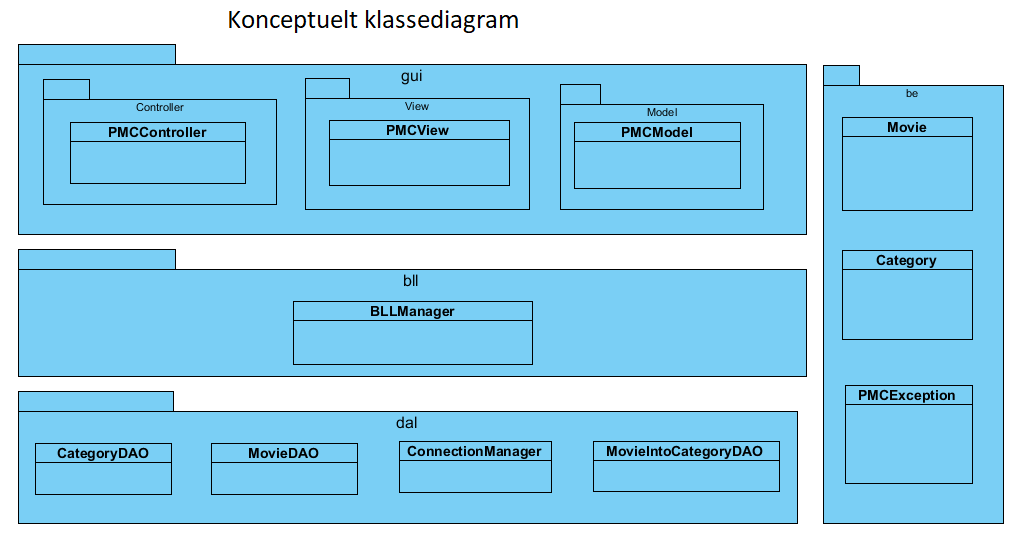 Konceptuelt klassediagram
gui
Controller
PMCController
View
PMCView
Model
PMCModel
bll
BLLManager
dal
CategoryDAO
MovieDAO
ConnectionManager
MovieIntoCategoryDAO
be
Movie
Category
PMCException